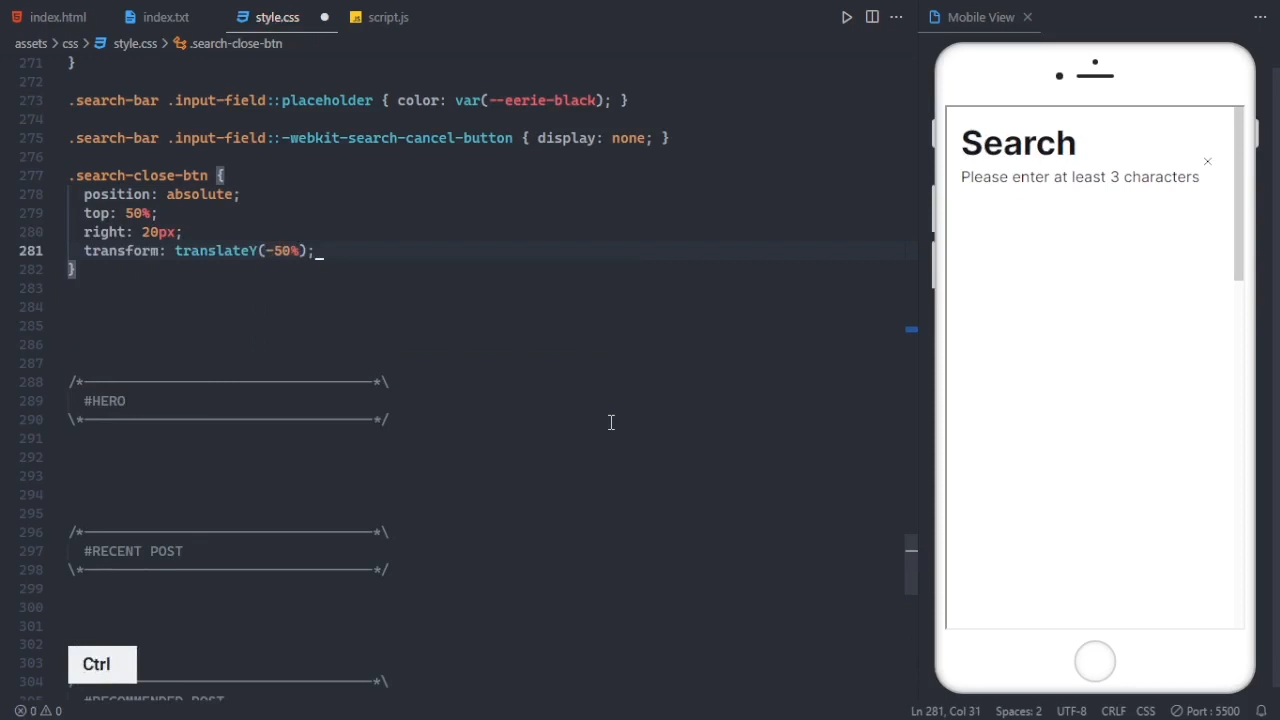 index.html
index.txt
style.css
script.js
Mobile View
assets > css > style.css > .search-close-btn
271 }
272
273 .search-bar .input-field::placeholder { color: var(--eerie-black); }
274
275 .search-bar .input-field::-webkit-search-cancel-button { display: none; }
276
277 .search-close-btn {
278 position: absolute;
279 top: 50%;
280 right: 20px;
281 transform: translateY(-50%);
282 }
283
284
285
286
287
288 /*-----------------------------------*\
289 #HERO
290 \*-----------------------------------*/
291
292
293
294
295
296 /*-----------------------------------*\
297 #RECENT POST
298 \*-----------------------------------*/
299
300
301
302
303
304 /*-----------------------------------*\
#RECOMMENDED POST
Ctrl
Search
Please enter at least 3 characters
0 0
Ln 281, Col 31
Spaces: 2
UTF-8
CRLF
CSS
Port : 5500